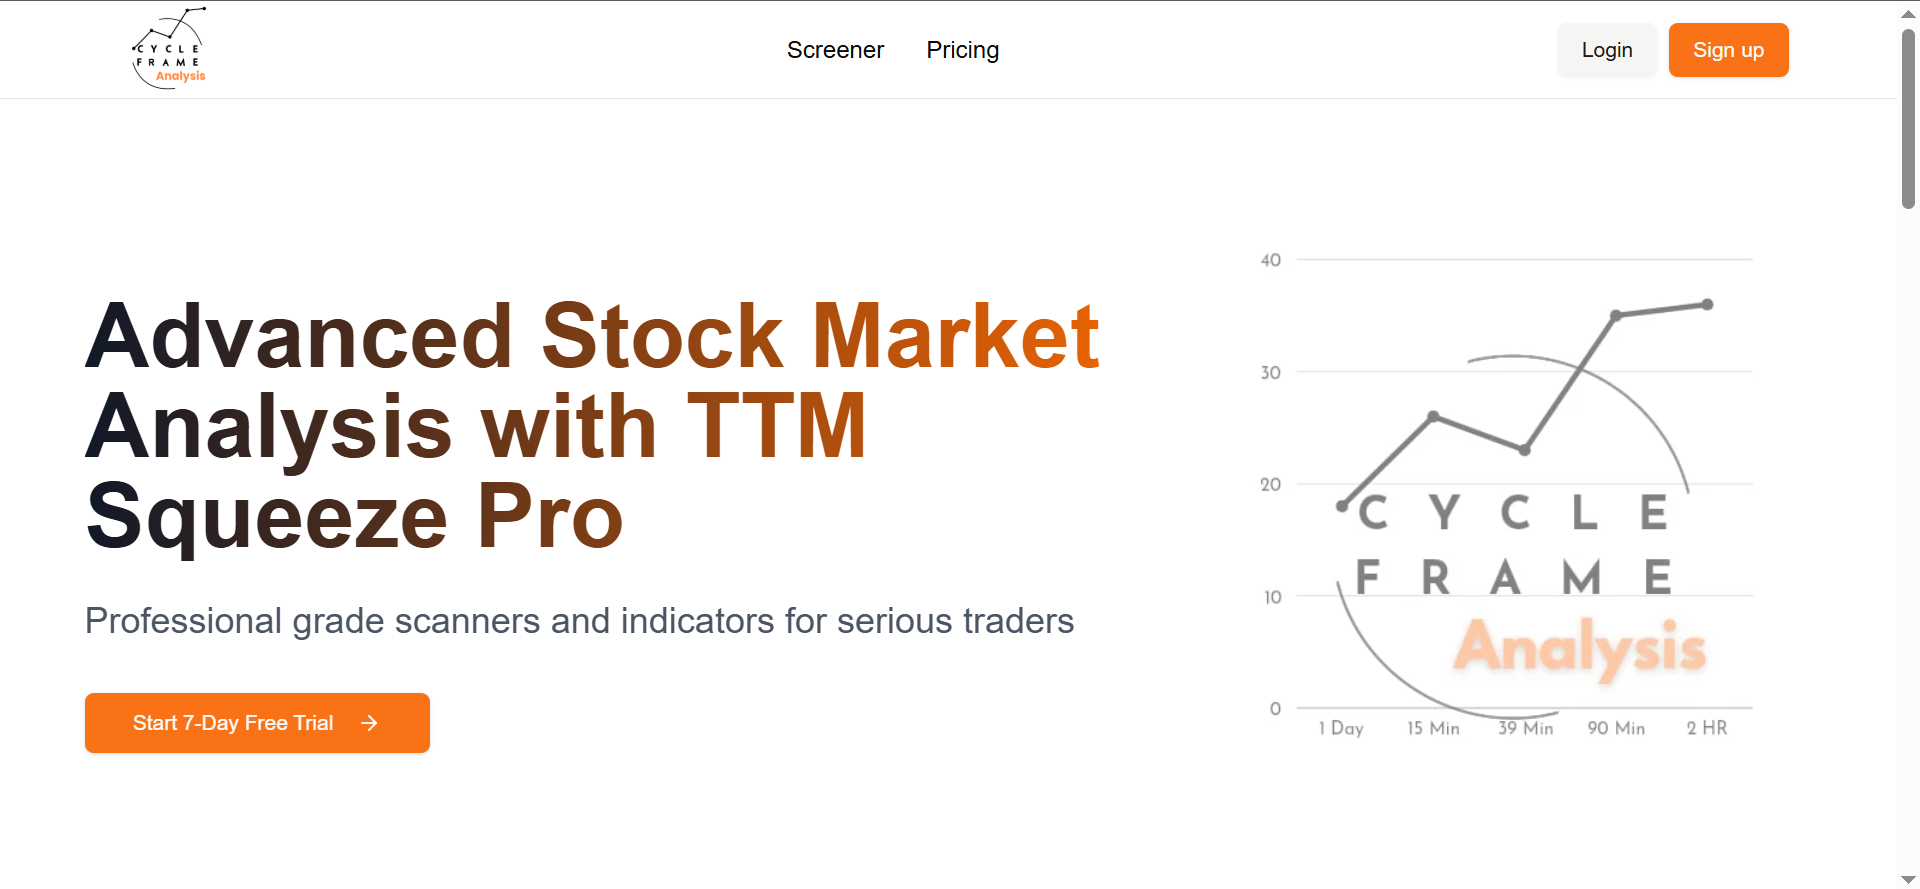 CYCLE
FRAME
Analysis
Screener
Pricing
Login
Sign up
Advanced Stock Market
Analysis with TTM
Squeeze Pro
Professional grade scanners and indicators for serious traders
Start 7-Day Free Trial
40
30
20
10
0
CYCLE
FRAME
Analysis
1 Day
15 Min
39 Min
90 Min
2 HR